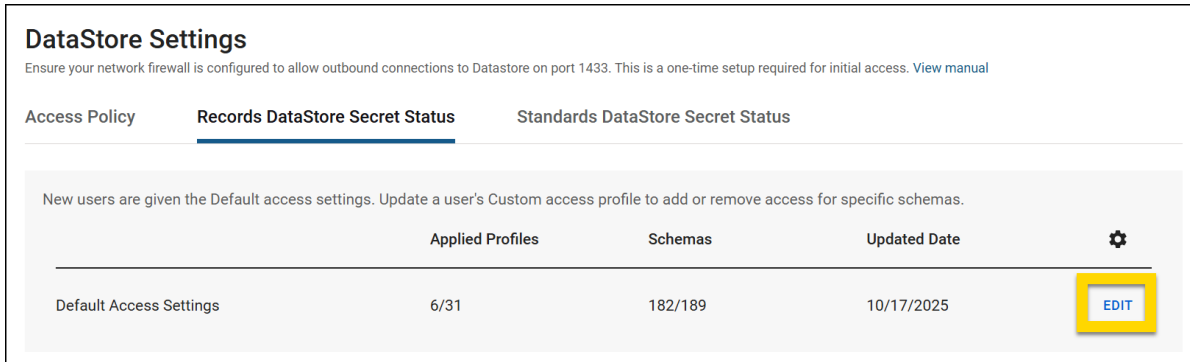 DataStore Settings
Ensure your network firewall is configured to allow outbound connections to Datastore on port 1433. This is a one-time setup required for initial access. View manual
Access Policy Records DataStore Secret Status Standards DataStore Secret Status
New users are given the Default access settings. Update a user's Custom access profile to add or remove access for specific schemas.
Applied Profiles Schemas Updated Date
Default Access Settings 6/31 182/189 10/17/2025 EDIT